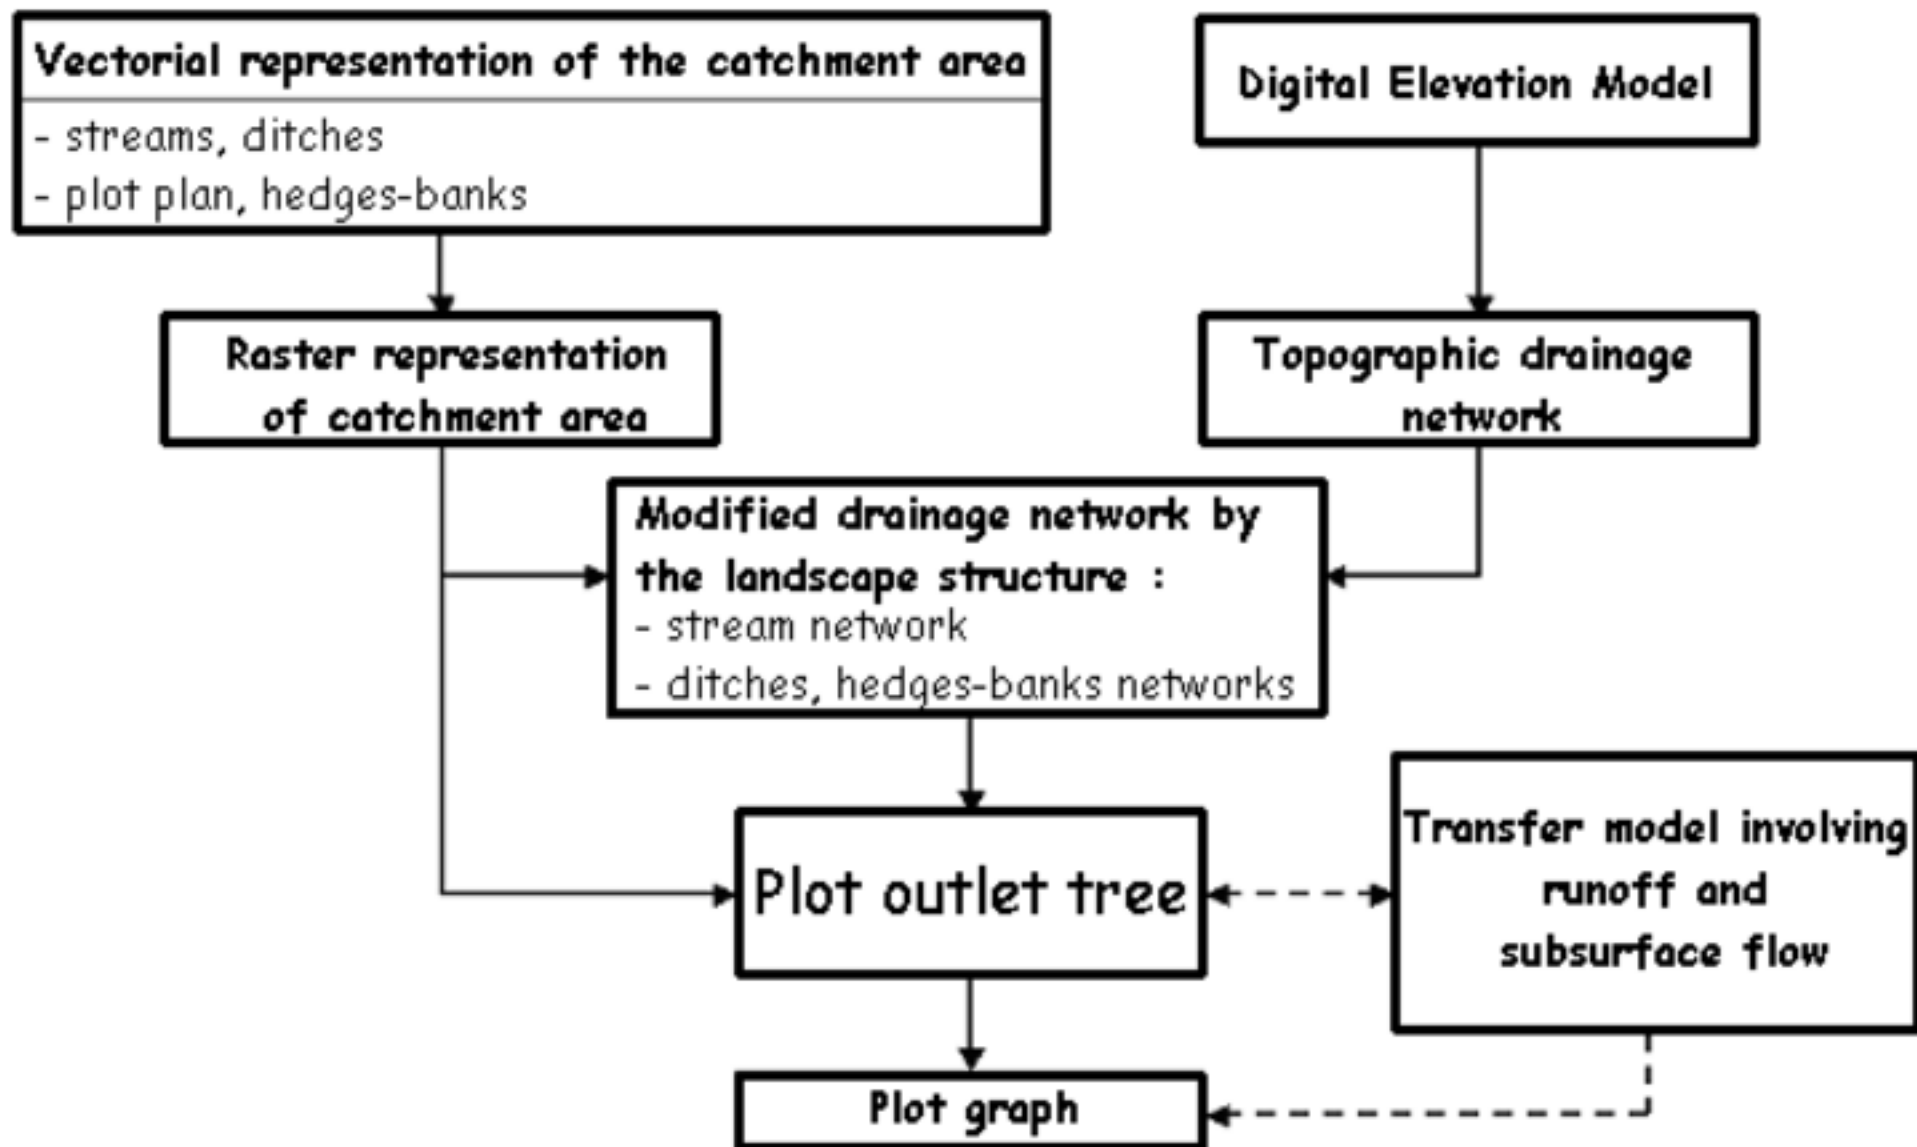 Vectorial representation of the catchment area
- streams, ditches
- plot plan, hedges-banks
Digital Elevation Model
Raster representation
of catchment area
Topographic drainage
network
Modified drainage network by
the landscape structure :
- stream network
- ditches, hedges-banks networks
Plot outlet tree
Transfer model involving
runoff and
subsurface flow
Plot graph